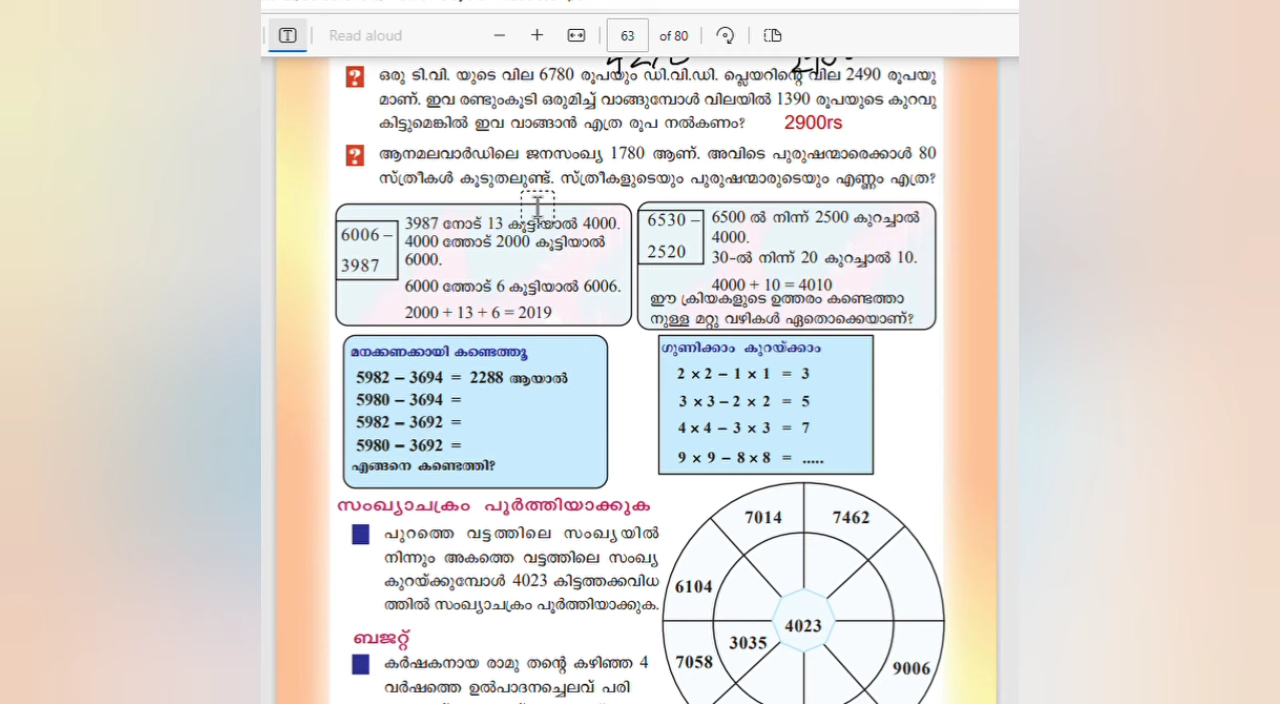 Read aloud
63 of 80
ഒരു ടി.വി. യുടെ വില 6780 രൂപയും ഡി.വി.ഡി. പ്ലെയറിന്റെ വില 2490 രൂപയു
മാണ്. ഇവ രണ്ടുംകൂടി ഒരുമിച്ച് വാങ്ങുമ്പോൾ വിലയിൽ 1390 രൂപയുടെ കുറവു
കിട്ടുമെങ്കിൽ ഇവ വാങ്ങാൻ എത്ര രൂപ നൽകണം? 2900rs
ആനമലവാർഡിലെ ജനസംഖ്യ 1780 ആണ്. അവിടെ പുരുഷന്മാരെക്കാൾ 80
സ്ത്രീകൾ കൂടുതലുണ്ട്. സ്ത്രീകളുടെയും പുരുഷന്മാരുടെയും എണ്ണം എത്ര?
6006 –
3987
3987 നോട് 13 കൂട്ടിയാൽ 4000.
4000 ത്തോട് 2000 കൂട്ടിയാൽ
6000.
6000 ത്തോട് 6 കൂട്ടിയാൽ 6006.
2000 + 13 + 6 = 2019
6530 –
2520
6500 ൽ നിന്ന് 2500 കുറച്ചാൽ
4000.
30-ൽ നിന്ന് 20 കുറച്ചാൽ 10.
4000 + 10 = 4010
ഈ ക്രിയകളുടെ ഉത്തരം കണ്ടെത്താ
നുള്ള മറ്റു വഴികൾ ഏതൊക്കെയാണ്?
മനക്കണക്കായി കണ്ടെത്തൂ
5982 – 3694 = 2288 ആയാൽ
5980 – 3694 =
5982 – 3692 =
5980 – 3692 =
എങ്ങനെ കണ്ടെത്തി?
ഗുണിക്കാം കുറയ്ക്കാം
2 × 2 – 1 × 1 = 3
3 × 3 – 2 × 2 = 5
4 × 4 – 3 × 3 = 7
9 × 9 – 8 × 8 = .....
സംഖ്യാചക്രം പൂർത്തിയാക്കുക
പുറത്തെ വട്ടത്തിലെ സംഖ്യയിൽ
നിന്നും അകത്തെ വട്ടത്തിലെ സംഖ്യ
കുറയ്ക്കുമ്പോൾ 4023 കിട്ടത്തക്കവിധ
ത്തിൽ സംഖ്യാചക്രം പൂർത്തിയാക്കുക.
ബജറ്റ്
കർഷകനായ രാമു തന്റെ കഴിഞ്ഞ 4
വർഷത്തെ ഉൽപാദനച്ചെലവ് പരി
7014 7462
6104
4023
3035
7058
9006